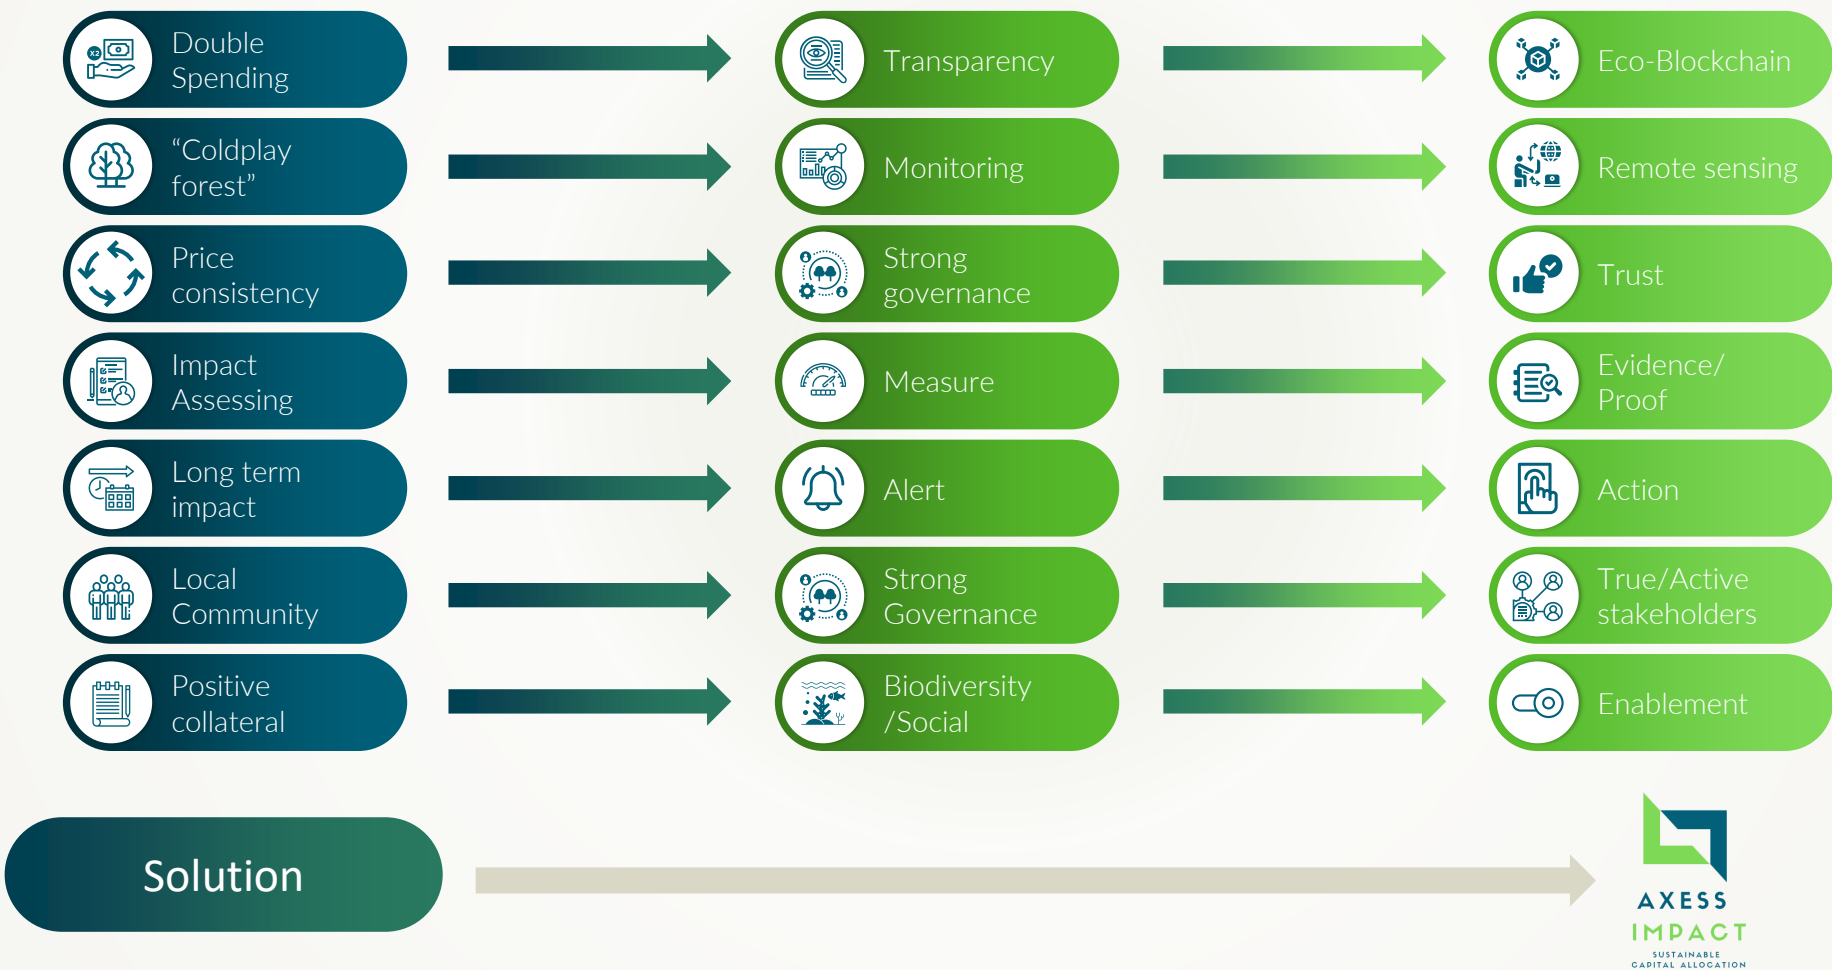 Double
Spending
Transparency
Eco-Blockchain
“Coldplay
forest”
Monitoring
Remote sensing
Price
consistency
Strong
governance
Trust
Impact
Assessing
Measure
Evidence/
Proof
Long term
impact
Alert
Action
Local
Community
Strong
Governance
True/Active
stakeholders
Positive
collateral
Biodiversity
/Social
Enablement
Solution
AXESS
IMPACT
SUSTAINABLE
CAPITAL ALLOCATION
X2